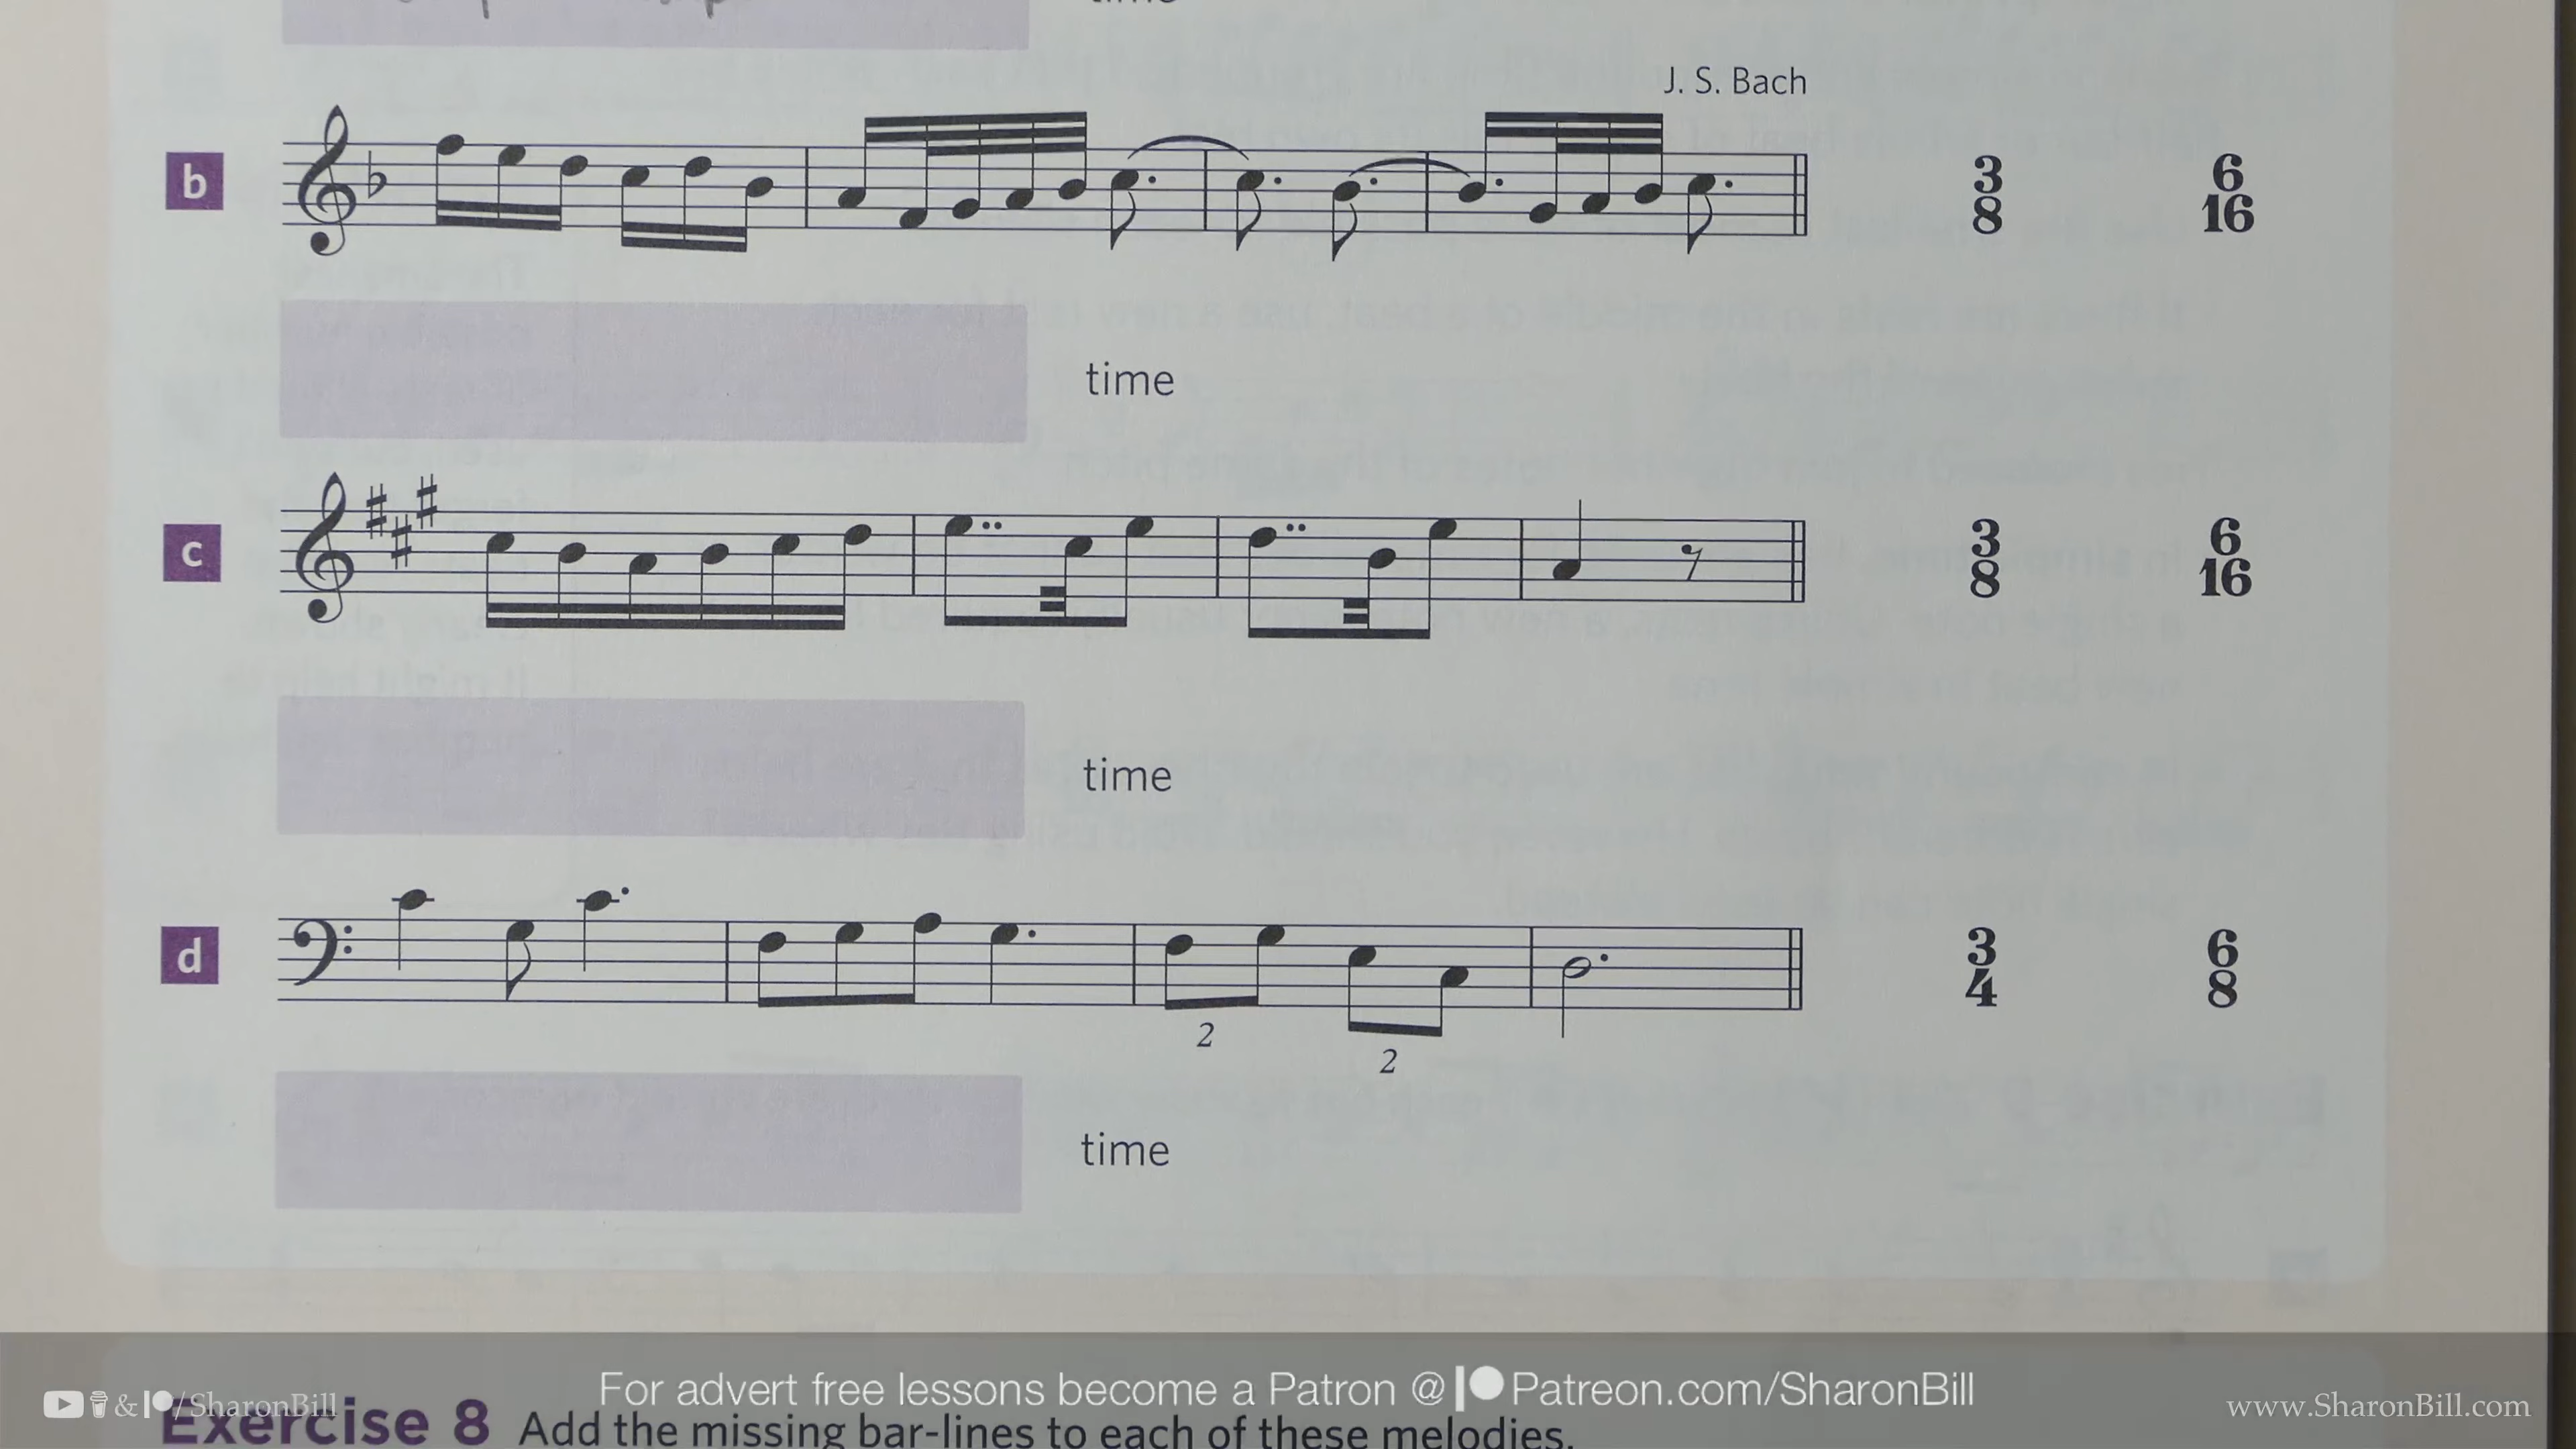 time
J. S. Bach
b
3 6
8 16
time
c
3 6
8 16
time
d
3 6
4 8
2
2
time
For advert free lessons become a Patron @ Patreon.com/SharonBill
& /SharonBill
www.SharonBill.com
Exercise 8 Add the missing bar-lines to each of these melodies.